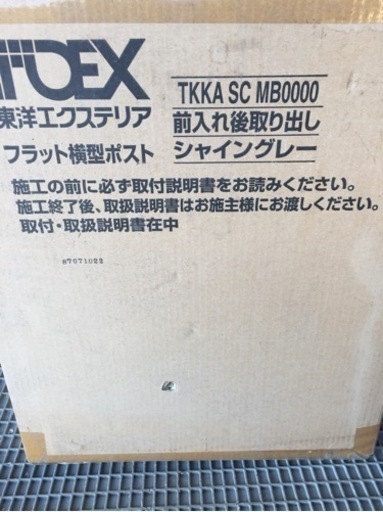 TOEX
TKKA SC MB0000
東洋エクステリア
前入れ後取り出し
フラット横型ポスト
シャイングレー
施工の前に必ず取付説明書をお読みください。
施工終了後、取扱説明書はお施主様にお渡しください。
取付・取扱説明書在中